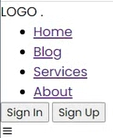 LOGO .
Home
Blog
Services
About
Sign In Sign Up